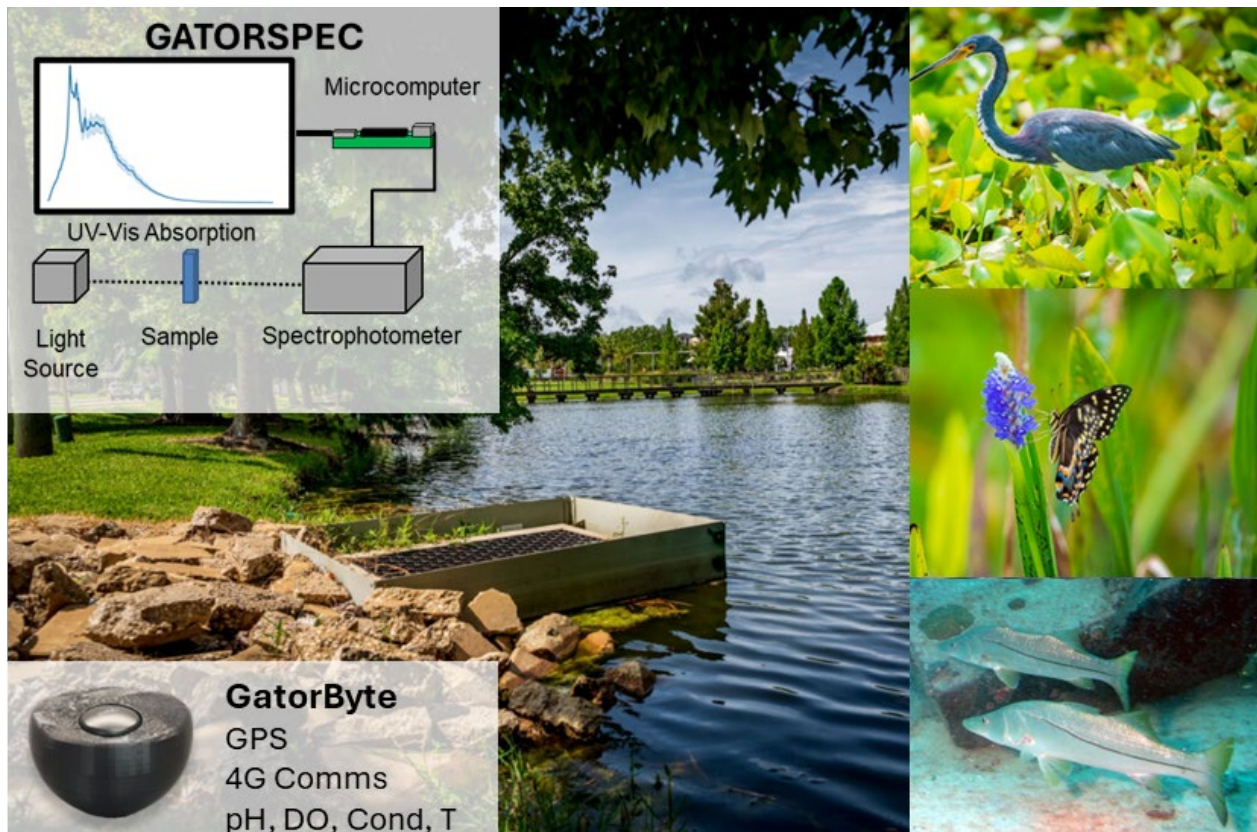 GATORSPEC
Microcomputer
UV-Vis Absorption
Light
Source
Sample
Spectrophotometer
GatorByte
GPS
4G Comms
pH, DO, Cond, T